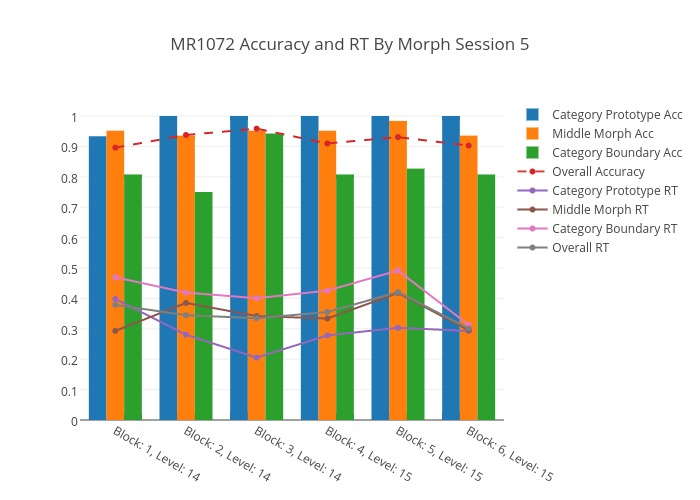 MR1072 Accuracy and RT By Morph Session 5
1
0.9
0.8
0.7
0.6
0.5
0.4
0.3
0.2
0.1
0
Block: 1, Level: 14
Block: 2, Level: 14
Block: 3, Level: 14
Block: 4, Level: 15
Block: 5, Level: 15
Block: 6, Level: 15
Category Prototype Acc
Middle Morph Acc
Category Boundary Acc
Overall Accuracy
Category Prototype RT
Middle Morph RT
Category Boundary RT
Overall RT